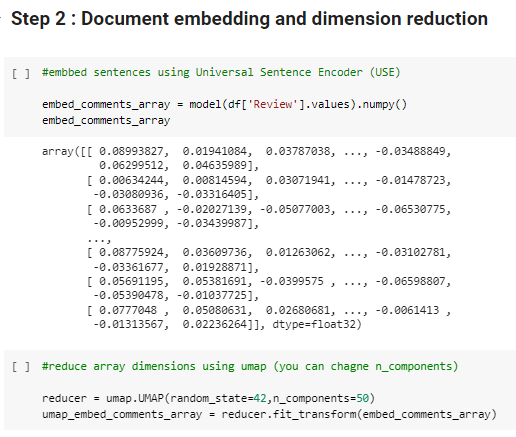 Step 2 : Document embedding and dimension reduction
[ ] #embbed sentences using Universal Sentence Encoder (USE)
embed_comments_array = model(df['Review'].values).numpy()
embed_comments_array
array([[ 0.08993827,  0.01941084,  0.03787038, ..., -0.03488849,
         0.06299512,  0.04635989],
       [ 0.00634244,  0.00814594,  0.03071941, ..., -0.01478723,
        -0.03080936, -0.03316405],
       [ 0.0633687 , -0.02027139, -0.05077003, ..., -0.06530775,
        -0.00952999, -0.03439987],
       ...,
       [ 0.08775924,  0.03609736,  0.01263062, ..., -0.03102781,
        -0.03361677,  0.01928871],
       [ 0.05691195,  0.05381691, -0.0399575 , ..., -0.06598807,
        -0.05390478, -0.01037725],
       [ 0.0777048 ,  0.05080631,  0.02680681, ..., -0.0061413 ,
        -0.01313567,  0.02236264]], dtype=float32)
[ ] #reduce array dimensions using umap (you can chagne n_components)
reducer = umap.UMAP(random_state=42,n_components=50)
umap_embed_comments_array = reducer.fit_transform(embed_comments_array)